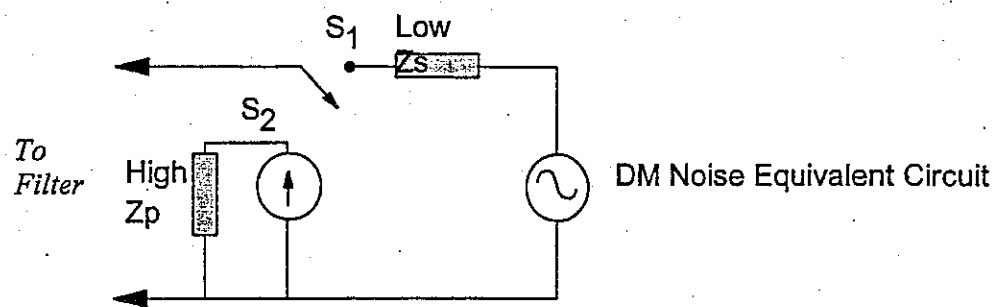 S1
Low
Zs
S2
To
Filter
High
Zp
DM Noise Equivalent Circuit